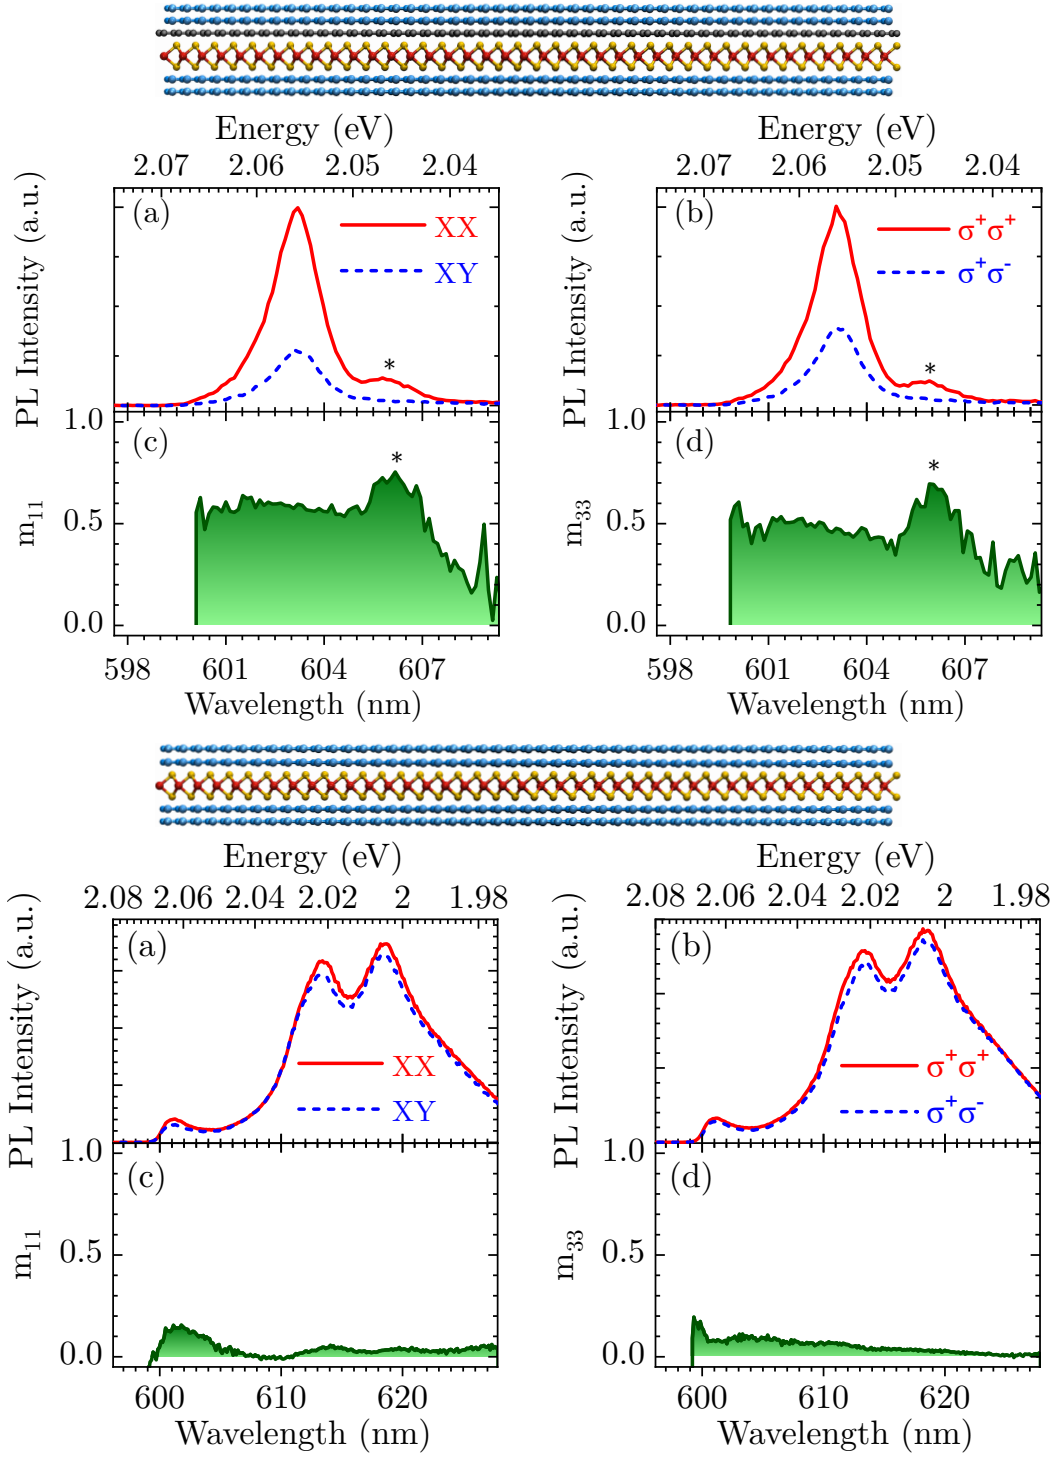 Energy (eV)
2.07 2.06 2.05 2.04
PL Intensity (a.u.)
(a)
XX
XY
*
Energy (eV)
2.07 2.06 2.05 2.04
PL Intensity (a.u.)
(b)
σ⁺σ⁺
σ⁺σ⁻
*
1.0
0.5
0.0
m₁₁
(c)
*
598 601 604 607
Wavelength (nm)
1.0
0.5
0.0
m₃₃
(d)
*
598 601 604 607
Wavelength (nm)
Energy (eV)
2.08 2.06 2.04 2.02 2 1.98
PL Intensity (a.u.)
(a)
XX
XY
Energy (eV)
2.08 2.06 2.04 2.02 2 1.98
PL Intensity (a.u.)
(b)
σ⁺σ⁺
σ⁺σ⁻
1.0
0.5
0.0
m₁₁
(c)
600 610 620
Wavelength (nm)
1.0
0.5
0.0
m₃₃
(d)
600 610 620
Wavelength (nm)